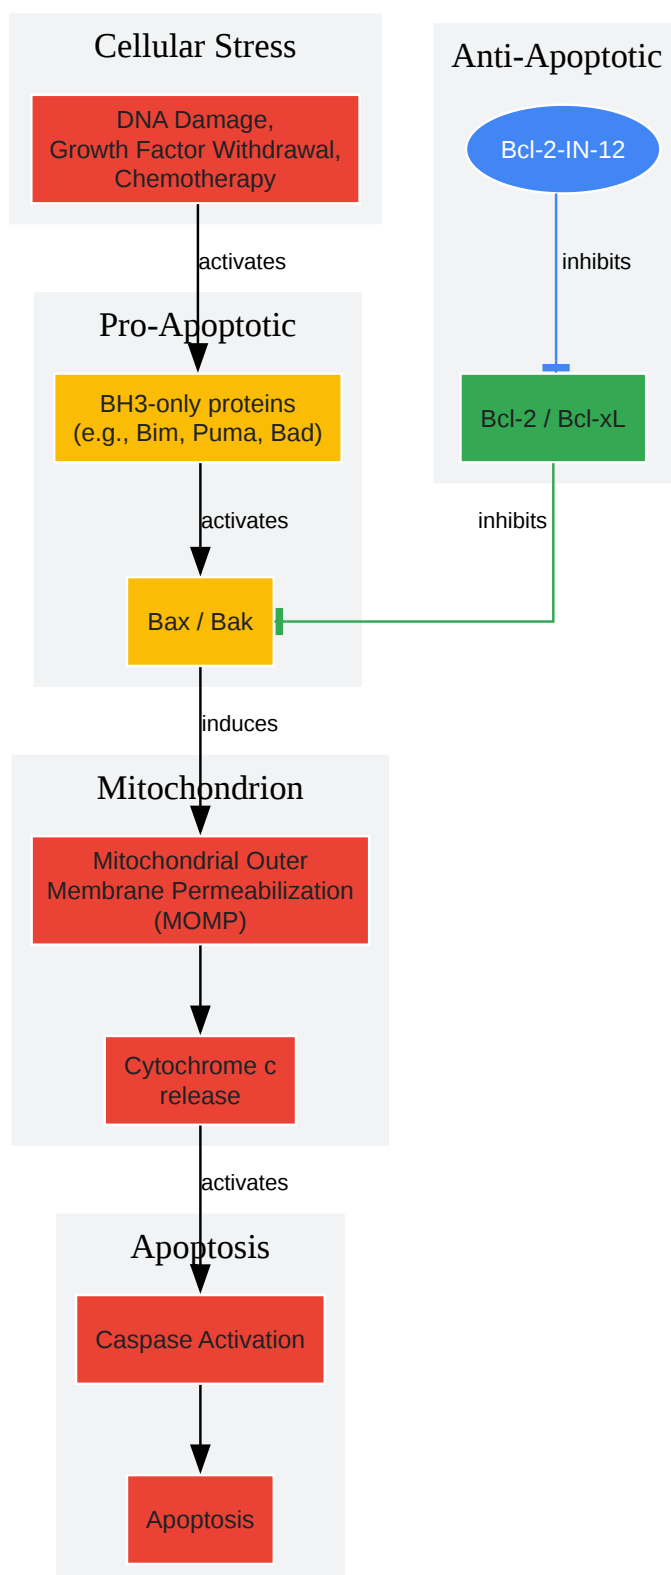 Cellular Stress
DNA Damage,
Growth Factor Withdrawal,
Chemotherapy
activates
Anti-Apoptotic
Bcl-2-IN-12
inhibits
Bcl-2 / Bcl-xL
inhibits
Pro-Apoptotic
BH3-only proteins
(e.g., Bim, Puma, Bad)
activates
Bax / Bak
induces
Mitochondrion
Mitochondrial Outer
Membrane Permeabilization
(MOMP)
Cytochrome c
release
activates
Apoptosis
Caspase Activation
Apoptosis